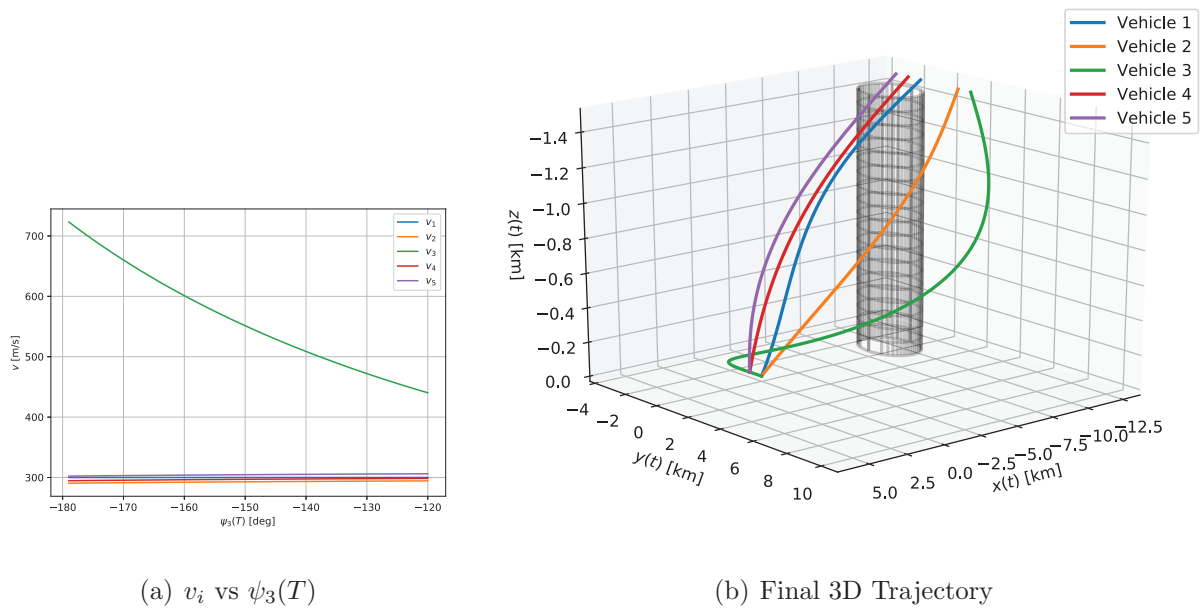 Vehicle 1
Vehicle 2
Vehicle 3
Vehicle 4
Vehicle 5
−1.4
−1.2
−1.0
−0.8
−0.6
−0.4
−0.2
0.0
z(t) [km]
−4
−2
0
2
4
6
8
10
y(t) [km]
5.0
2.5
0.0
−2.5
−5.0
−7.5
−10.0
−12.5
x(t) [km]
v₁
v₂
v₃
v₄
v₅
700
600
500
400
300
v [m/s]
−180
−170
−160
−150
−140
−130
−120
ψ₃(T) [deg]
(a) vᵢ vs ψ₃(T)
(b) Final 3D Trajectory